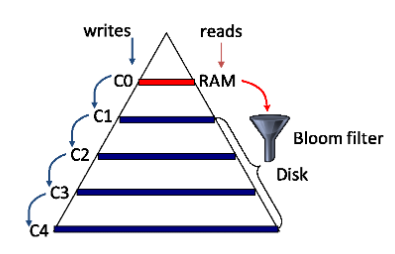 writes reads
C0 RAM
C1
Bloom filter
C2
Disk
C3
C4